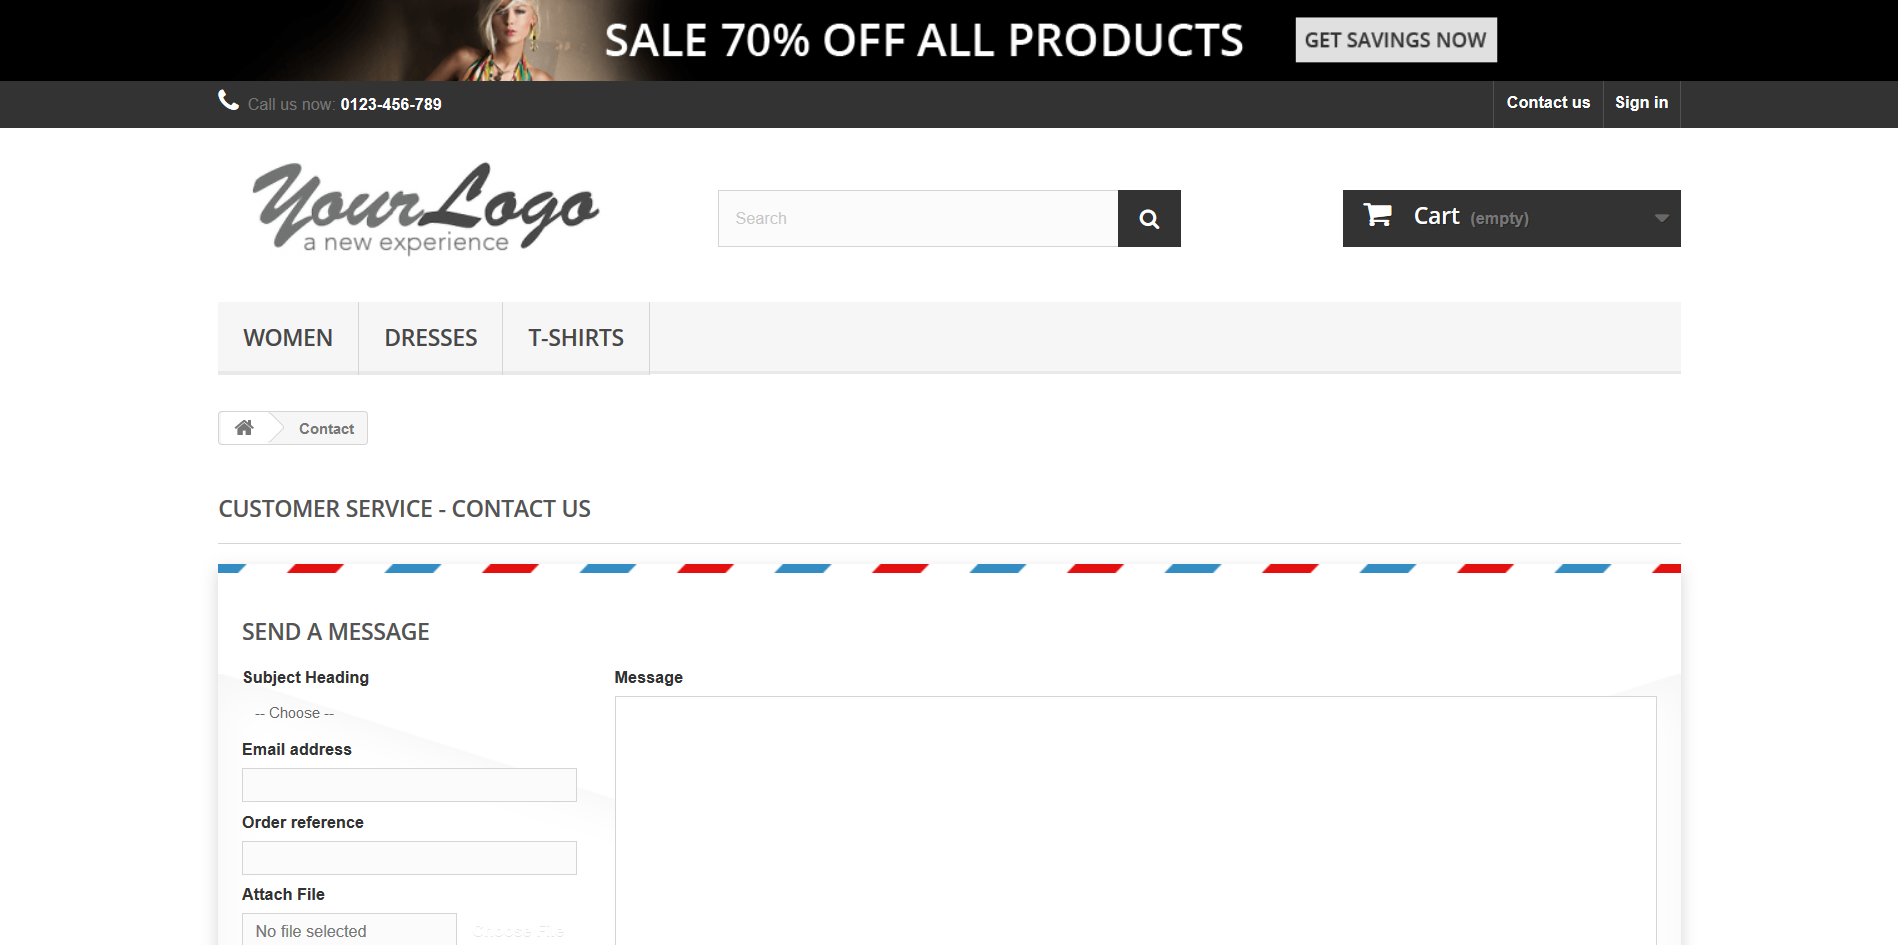 SALE 70% OFF ALL PRODUCTS GET SAVINGS NOW
Call us now: 0123-456-789 Contact us Sign in
YourLogo
a new experience
Search
Cart (empty)
WOMEN DRESSES T-SHIRTS
Contact
CUSTOMER SERVICE - CONTACT US
SEND A MESSAGE
Subject Heading Message
-- Choose --
Email address
Order reference
Attach File
No file selected Choose File